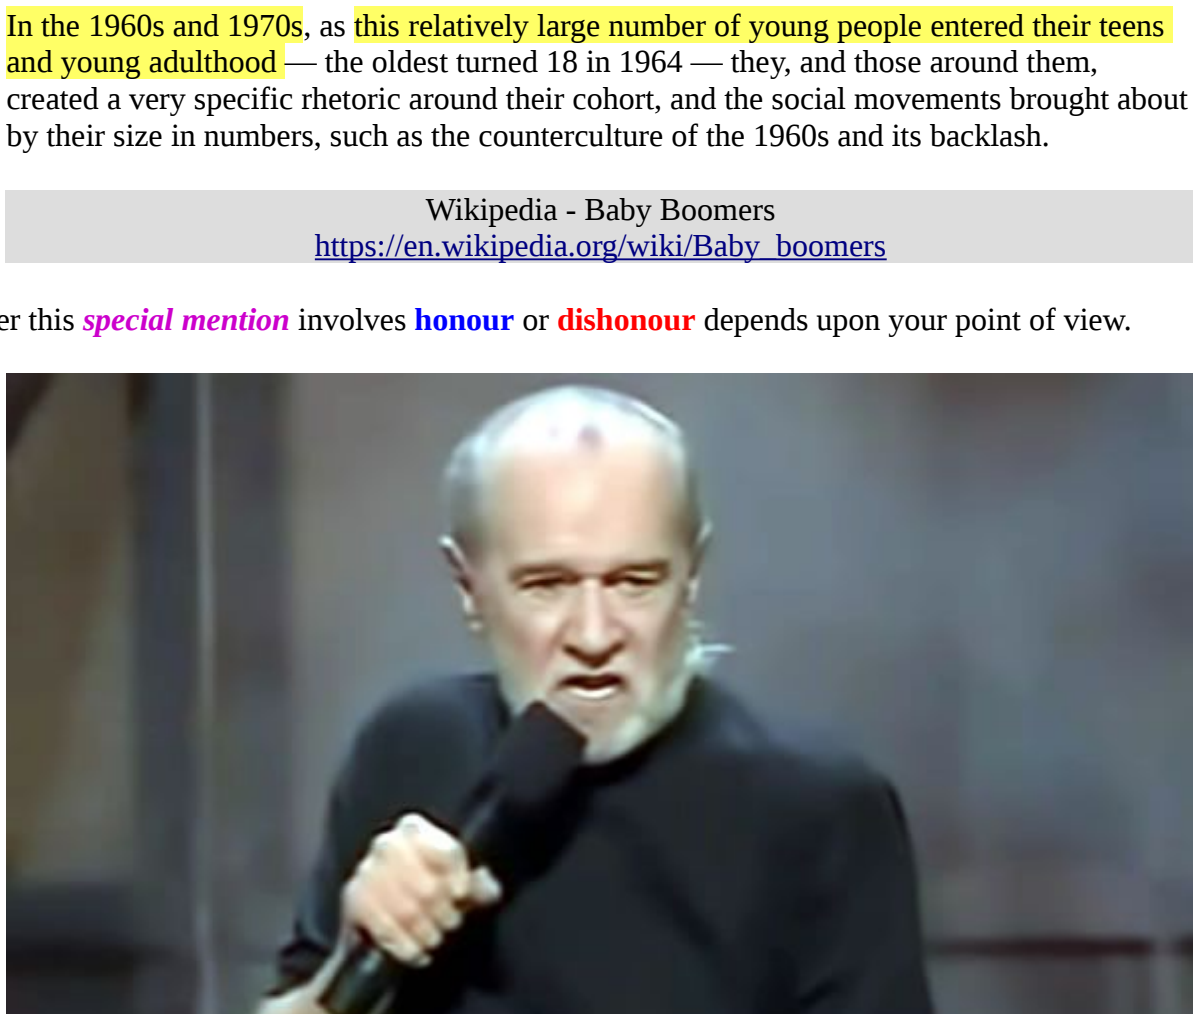 In the 1960s and 1970s, as this relatively large number of young people entered their teens
and young adulthood — the oldest turned 18 in 1964 — they, and those around them,
created a very specific rhetoric around their cohort, and the social movements brought about
by their size in numbers, such as the counterculture of the 1960s and its backlash.
Wikipedia - Baby Boomers
https://en.wikipedia.org/wiki/Baby_boomers
er this special mention involves honour or dishonour depends upon your point of view.